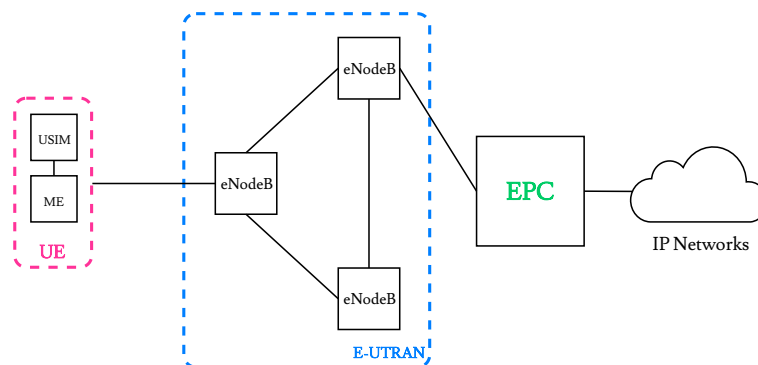 USIM
ME
UE
eNodeB
eNodeB
eNodeB
E-UTRAN
EPC
IP Networks